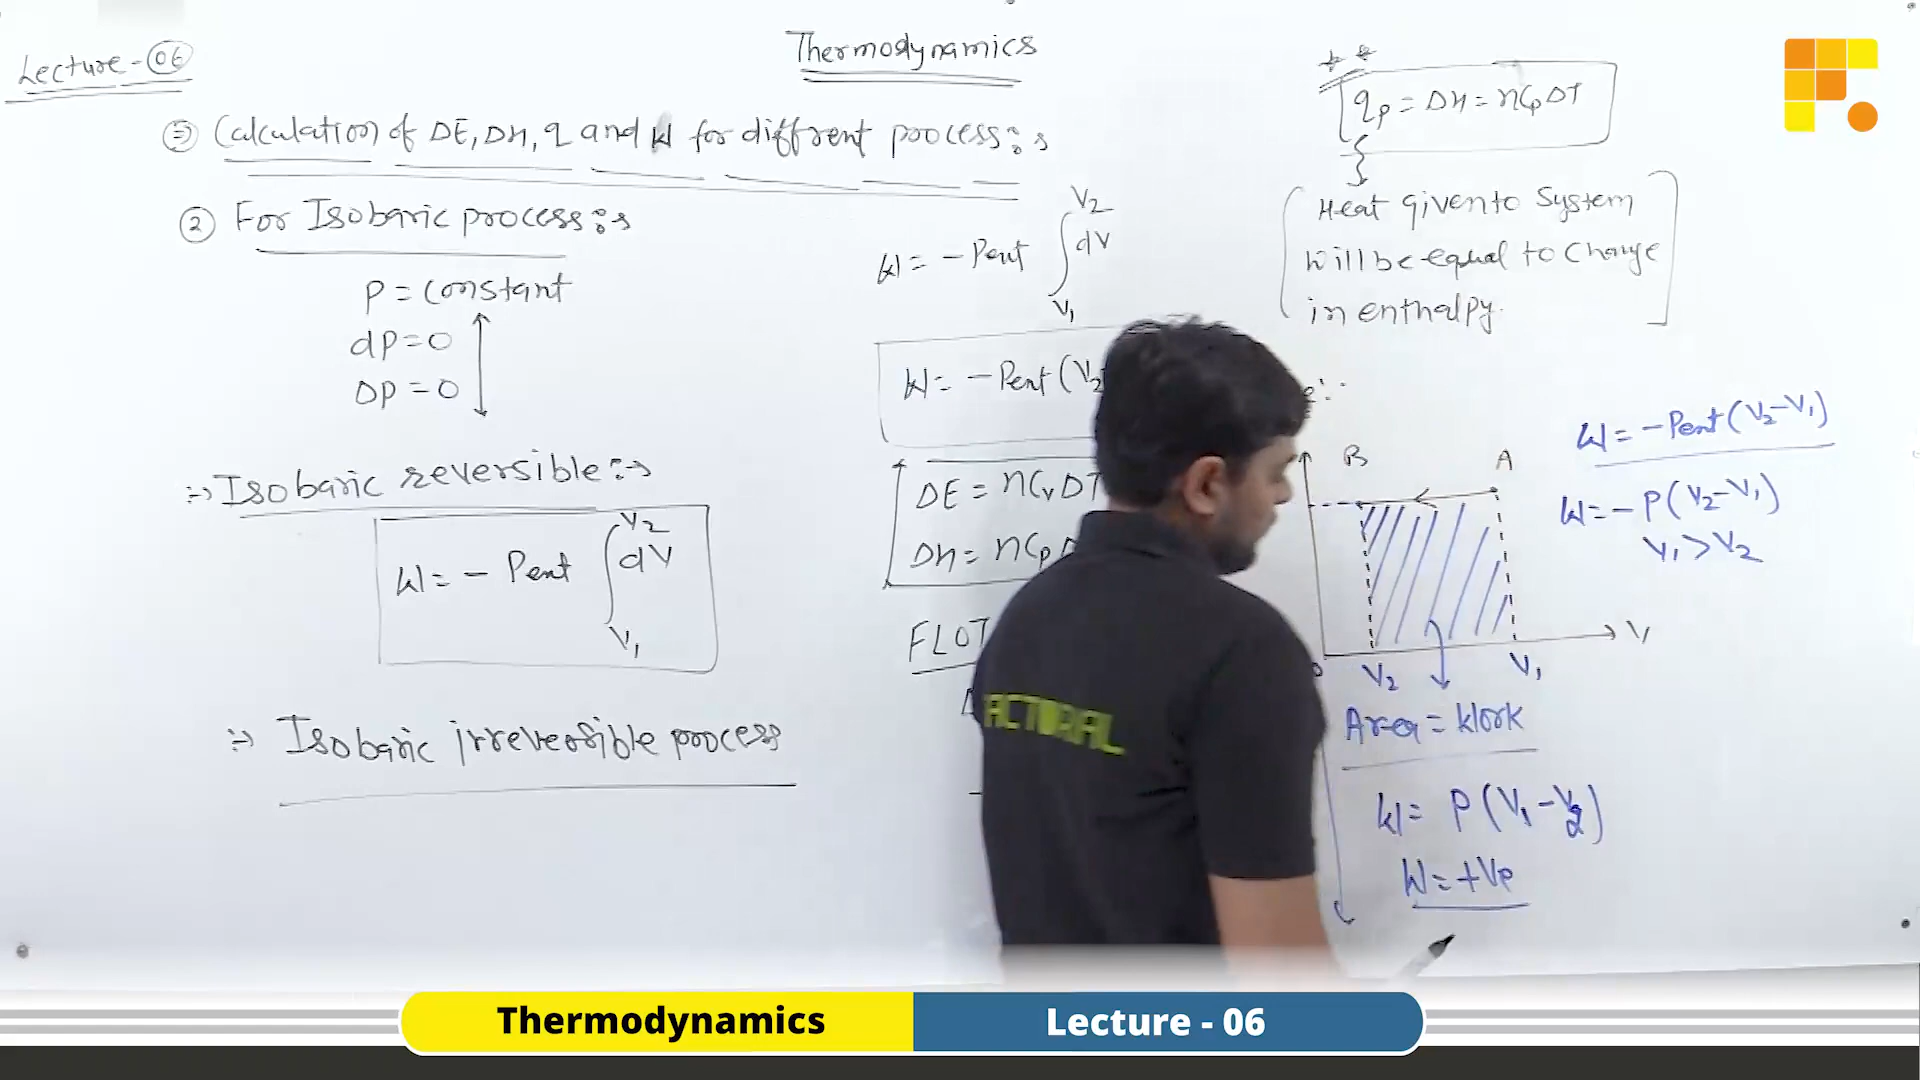 Lecture - 06
Thermodynamics
⇒ Calculation of ΔE, ΔH, q and W for diffrent process:s
② For Isobaric process:s
P = Constant
dP = 0
ΔP = 0
:→ Isobaric reversible:→
W = - Pext ∫ dV
V2
V1
:→ Isobaric irreversible process
W = - Pext ∫ dV
V2
V1
W = - Pext (V2
ΔE = nCvΔT
ΔH = nCp
FLOT
** qp = ΔH = nCpΔT
Heat given to System
will be equal to Change
in enthalpy.
B A
V2 V1 V
Area = Work
W = P(V1 - V2)
W = +Ve
W = - Pext (V2 - V1)
W = - P(V2 - V1)
V1 > V2
ACTORIAL
Thermodynamics
Lecture - 06